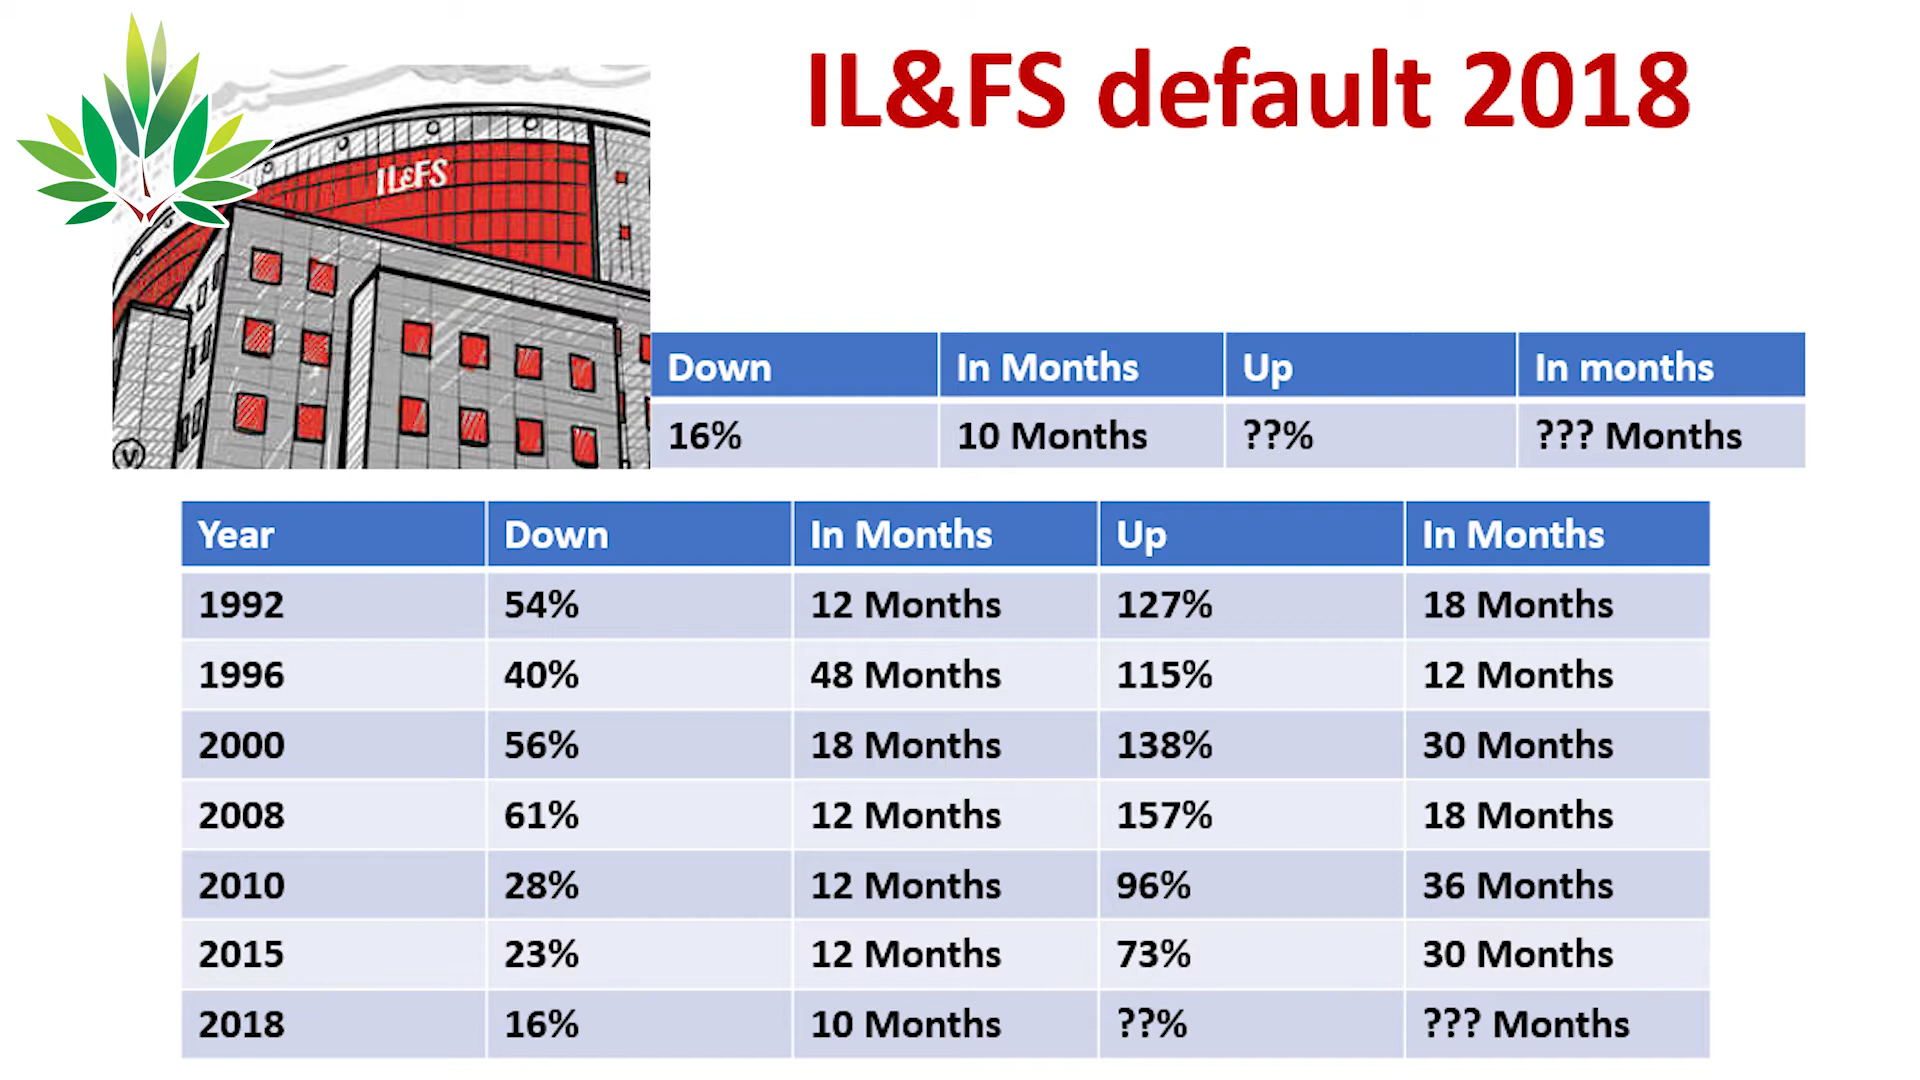 IL&FS default 2018
IL&FS
V
Down In Months Up In months
16% 10 Months ??% ??? Months
Year Down In Months Up In Months
1992 54% 12 Months 127% 18 Months
1996 40% 48 Months 115% 12 Months
2000 56% 18 Months 138% 30 Months
2008 61% 12 Months 157% 18 Months
2010 28% 12 Months 96% 36 Months
2015 23% 12 Months 73% 30 Months
2018 16% 10 Months ??% ??? Months